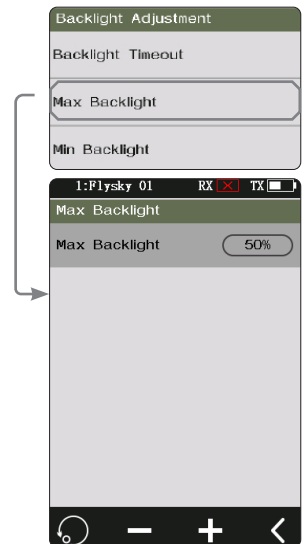 Backlight Adjustment
Backlight Timeout
Max Backlight
Min Backlight
1:Flysky 01 RX TX
Max Backlight
Max Backlight 50%